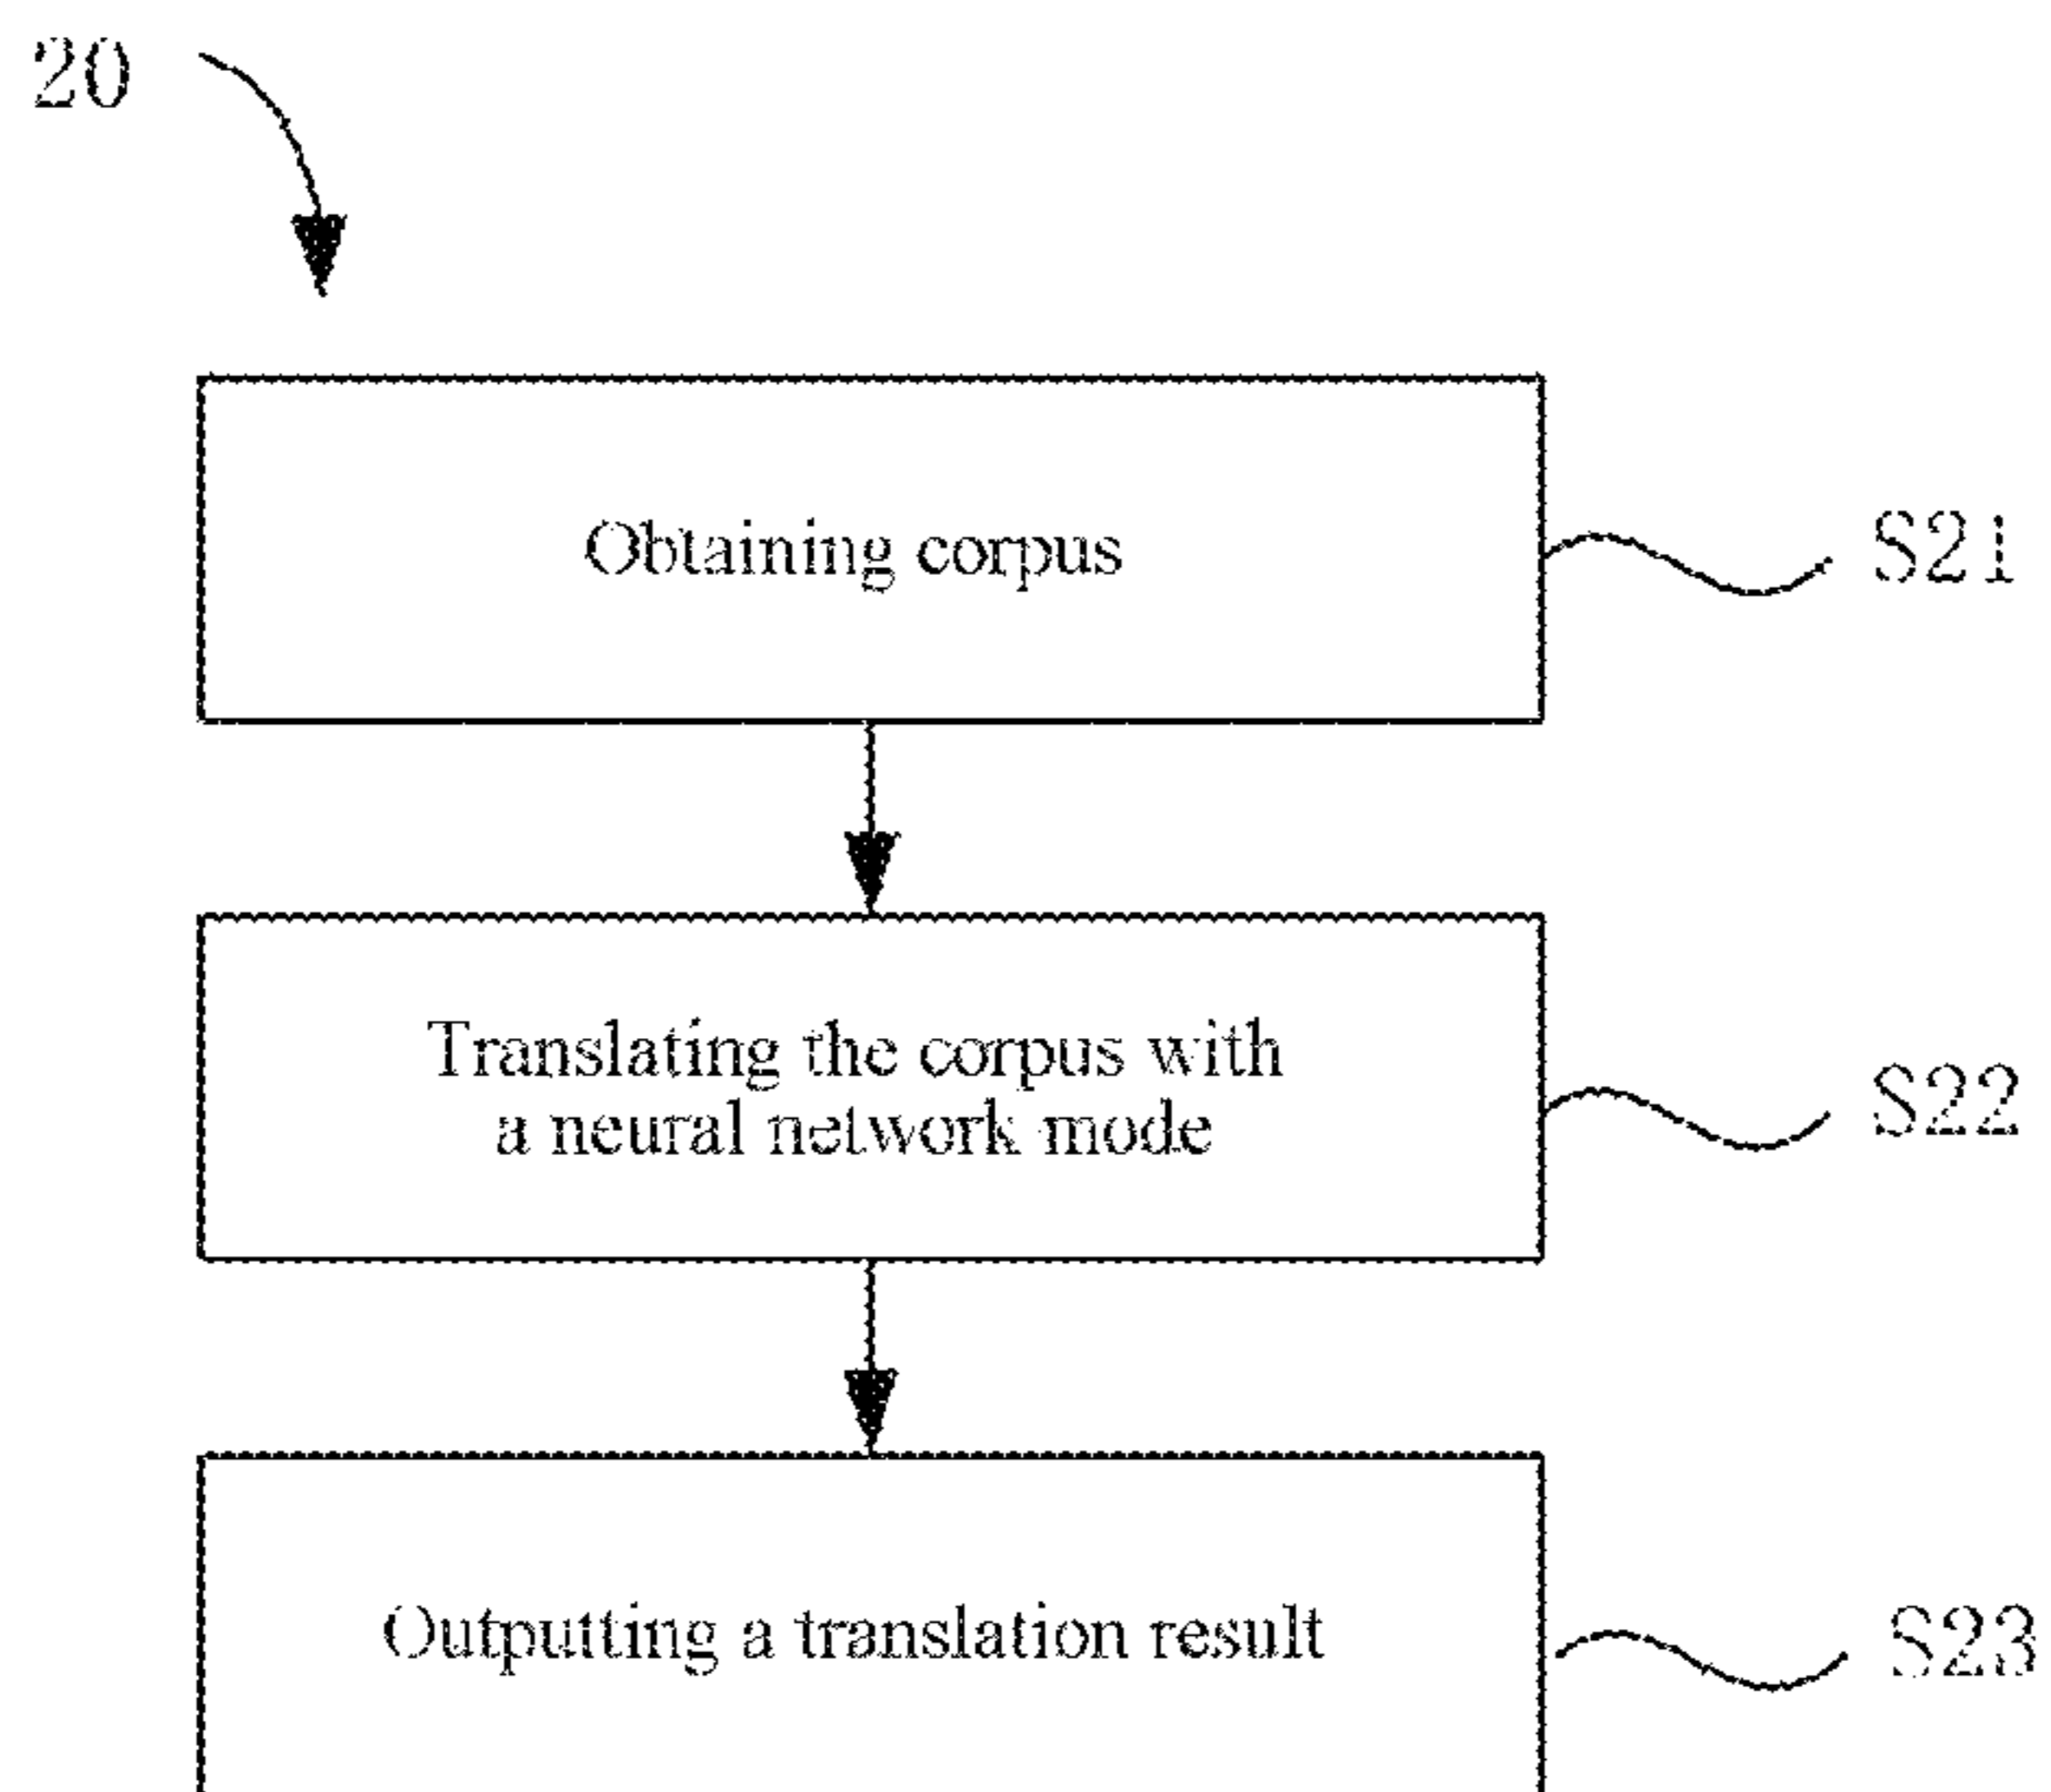 20
Obtaining corpus
S21
Translating the corpus with
a neural network mode
S22
Outputting a translation result
S23